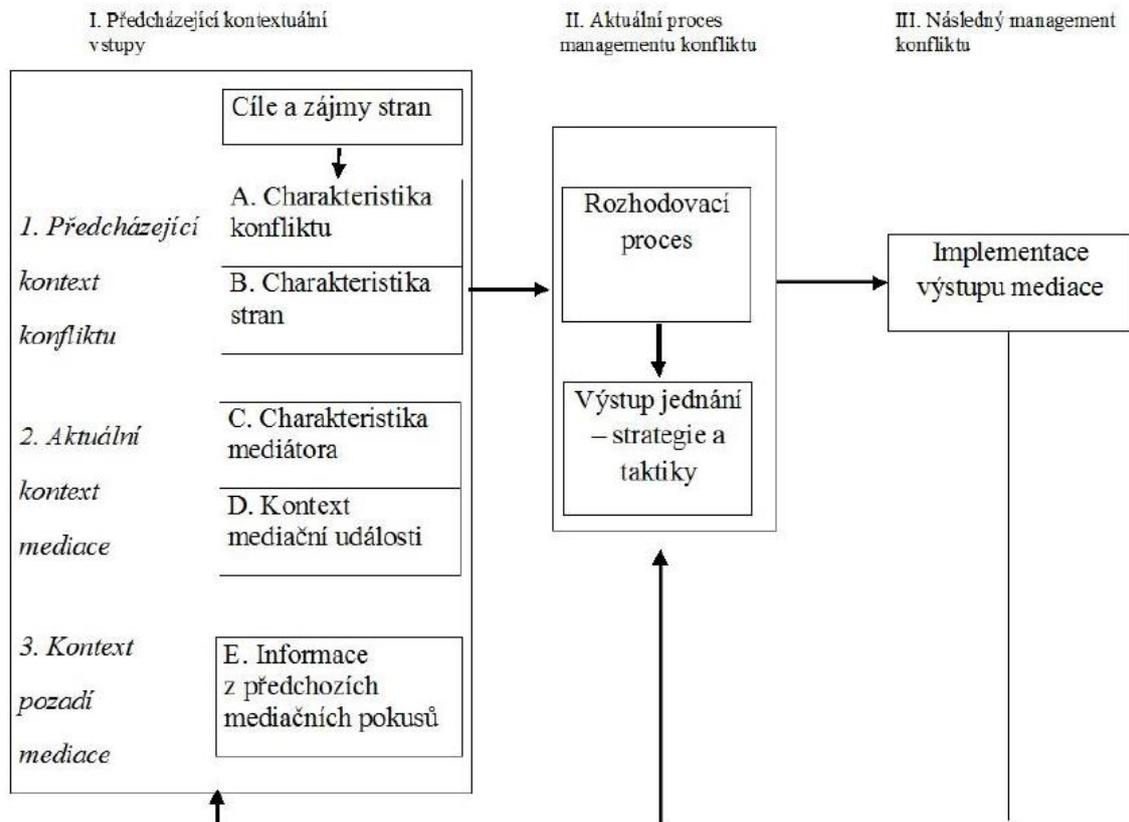 I. Předcházející kontextuální
vstupy
II. Aktuální proces
managementu konfliktu
III. Následný management
konfliktu
Cíle a zájmy stran
1. Předcházející
kontext
konfliktu
A. Charakteristika
konfliktu
B. Charakteristika
stran
2. Aktuální
kontext
mediace
C. Charakteristika
mediátora
D. Kontext
mediační události
3. Kontext
pozadí
mediace
E. Informace
z předchozích
mediačních pokusů
Rozhodovací
proces
Výstup jednání
– strategie a
taktiky
Implementace
výstupu mediace